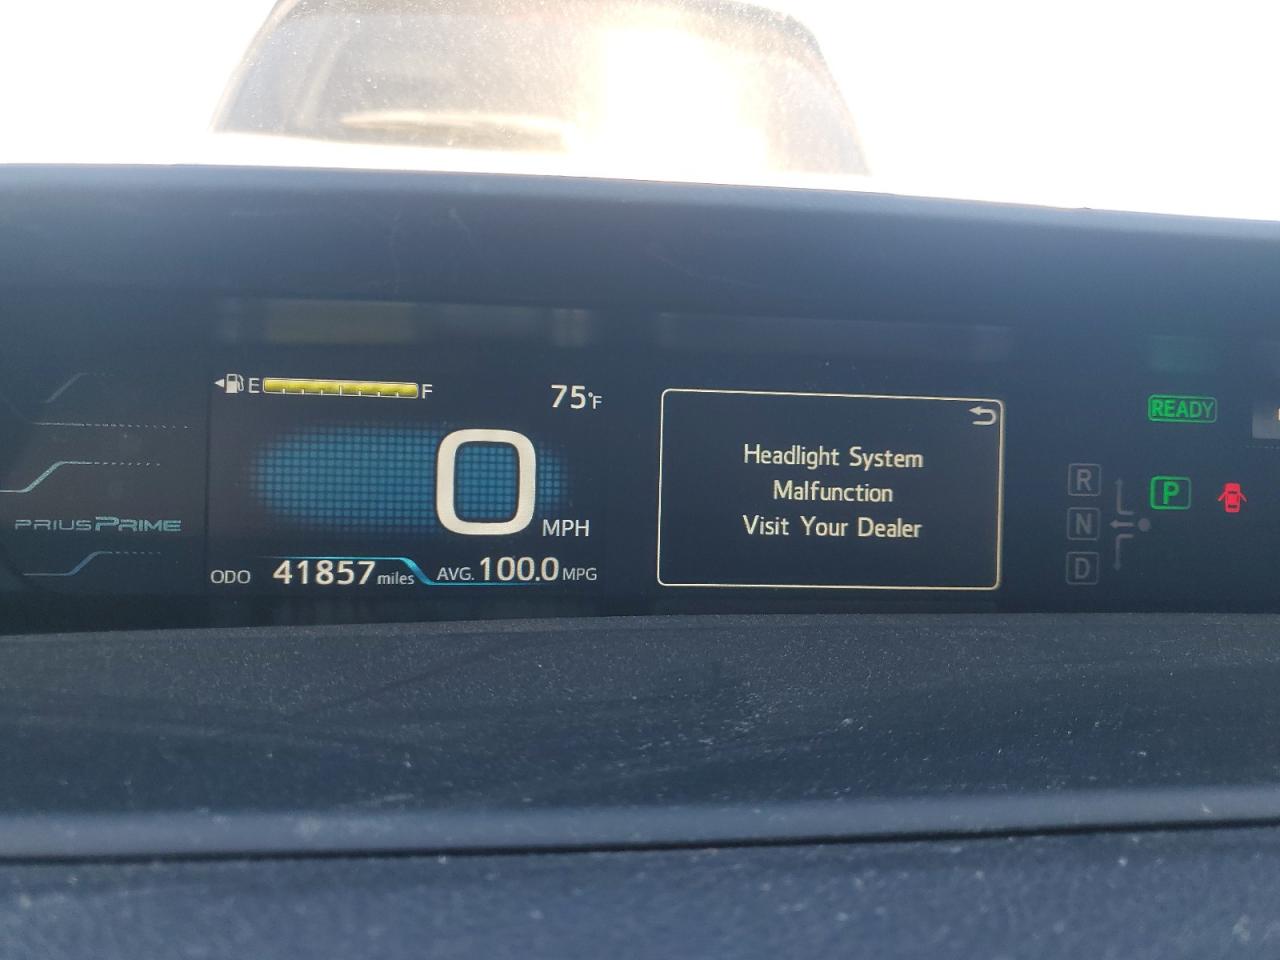 E F
75°F
0
MPH
ODO 41857 miles AVG. 100.0 MPG
PRIUS PRIME
Headlight System
Malfunction
Visit Your Dealer
READY
R
P
N
D